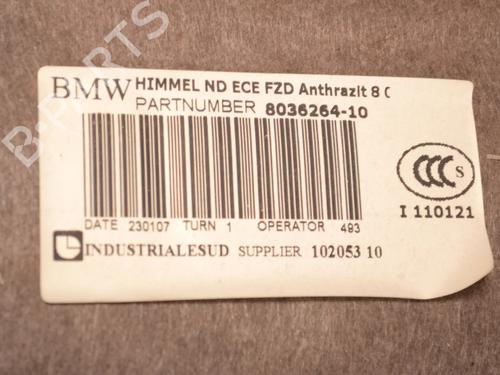 B-PARTS
BMW HIMMEL ND ECE FZD Anthrazit 8
PARTNUMBER 8036264-10
DATE 230107 TURN 1 OPERATOR 493
INDUSTRIALESUD SUPPLIER 102053 10
CCC S
I 110121